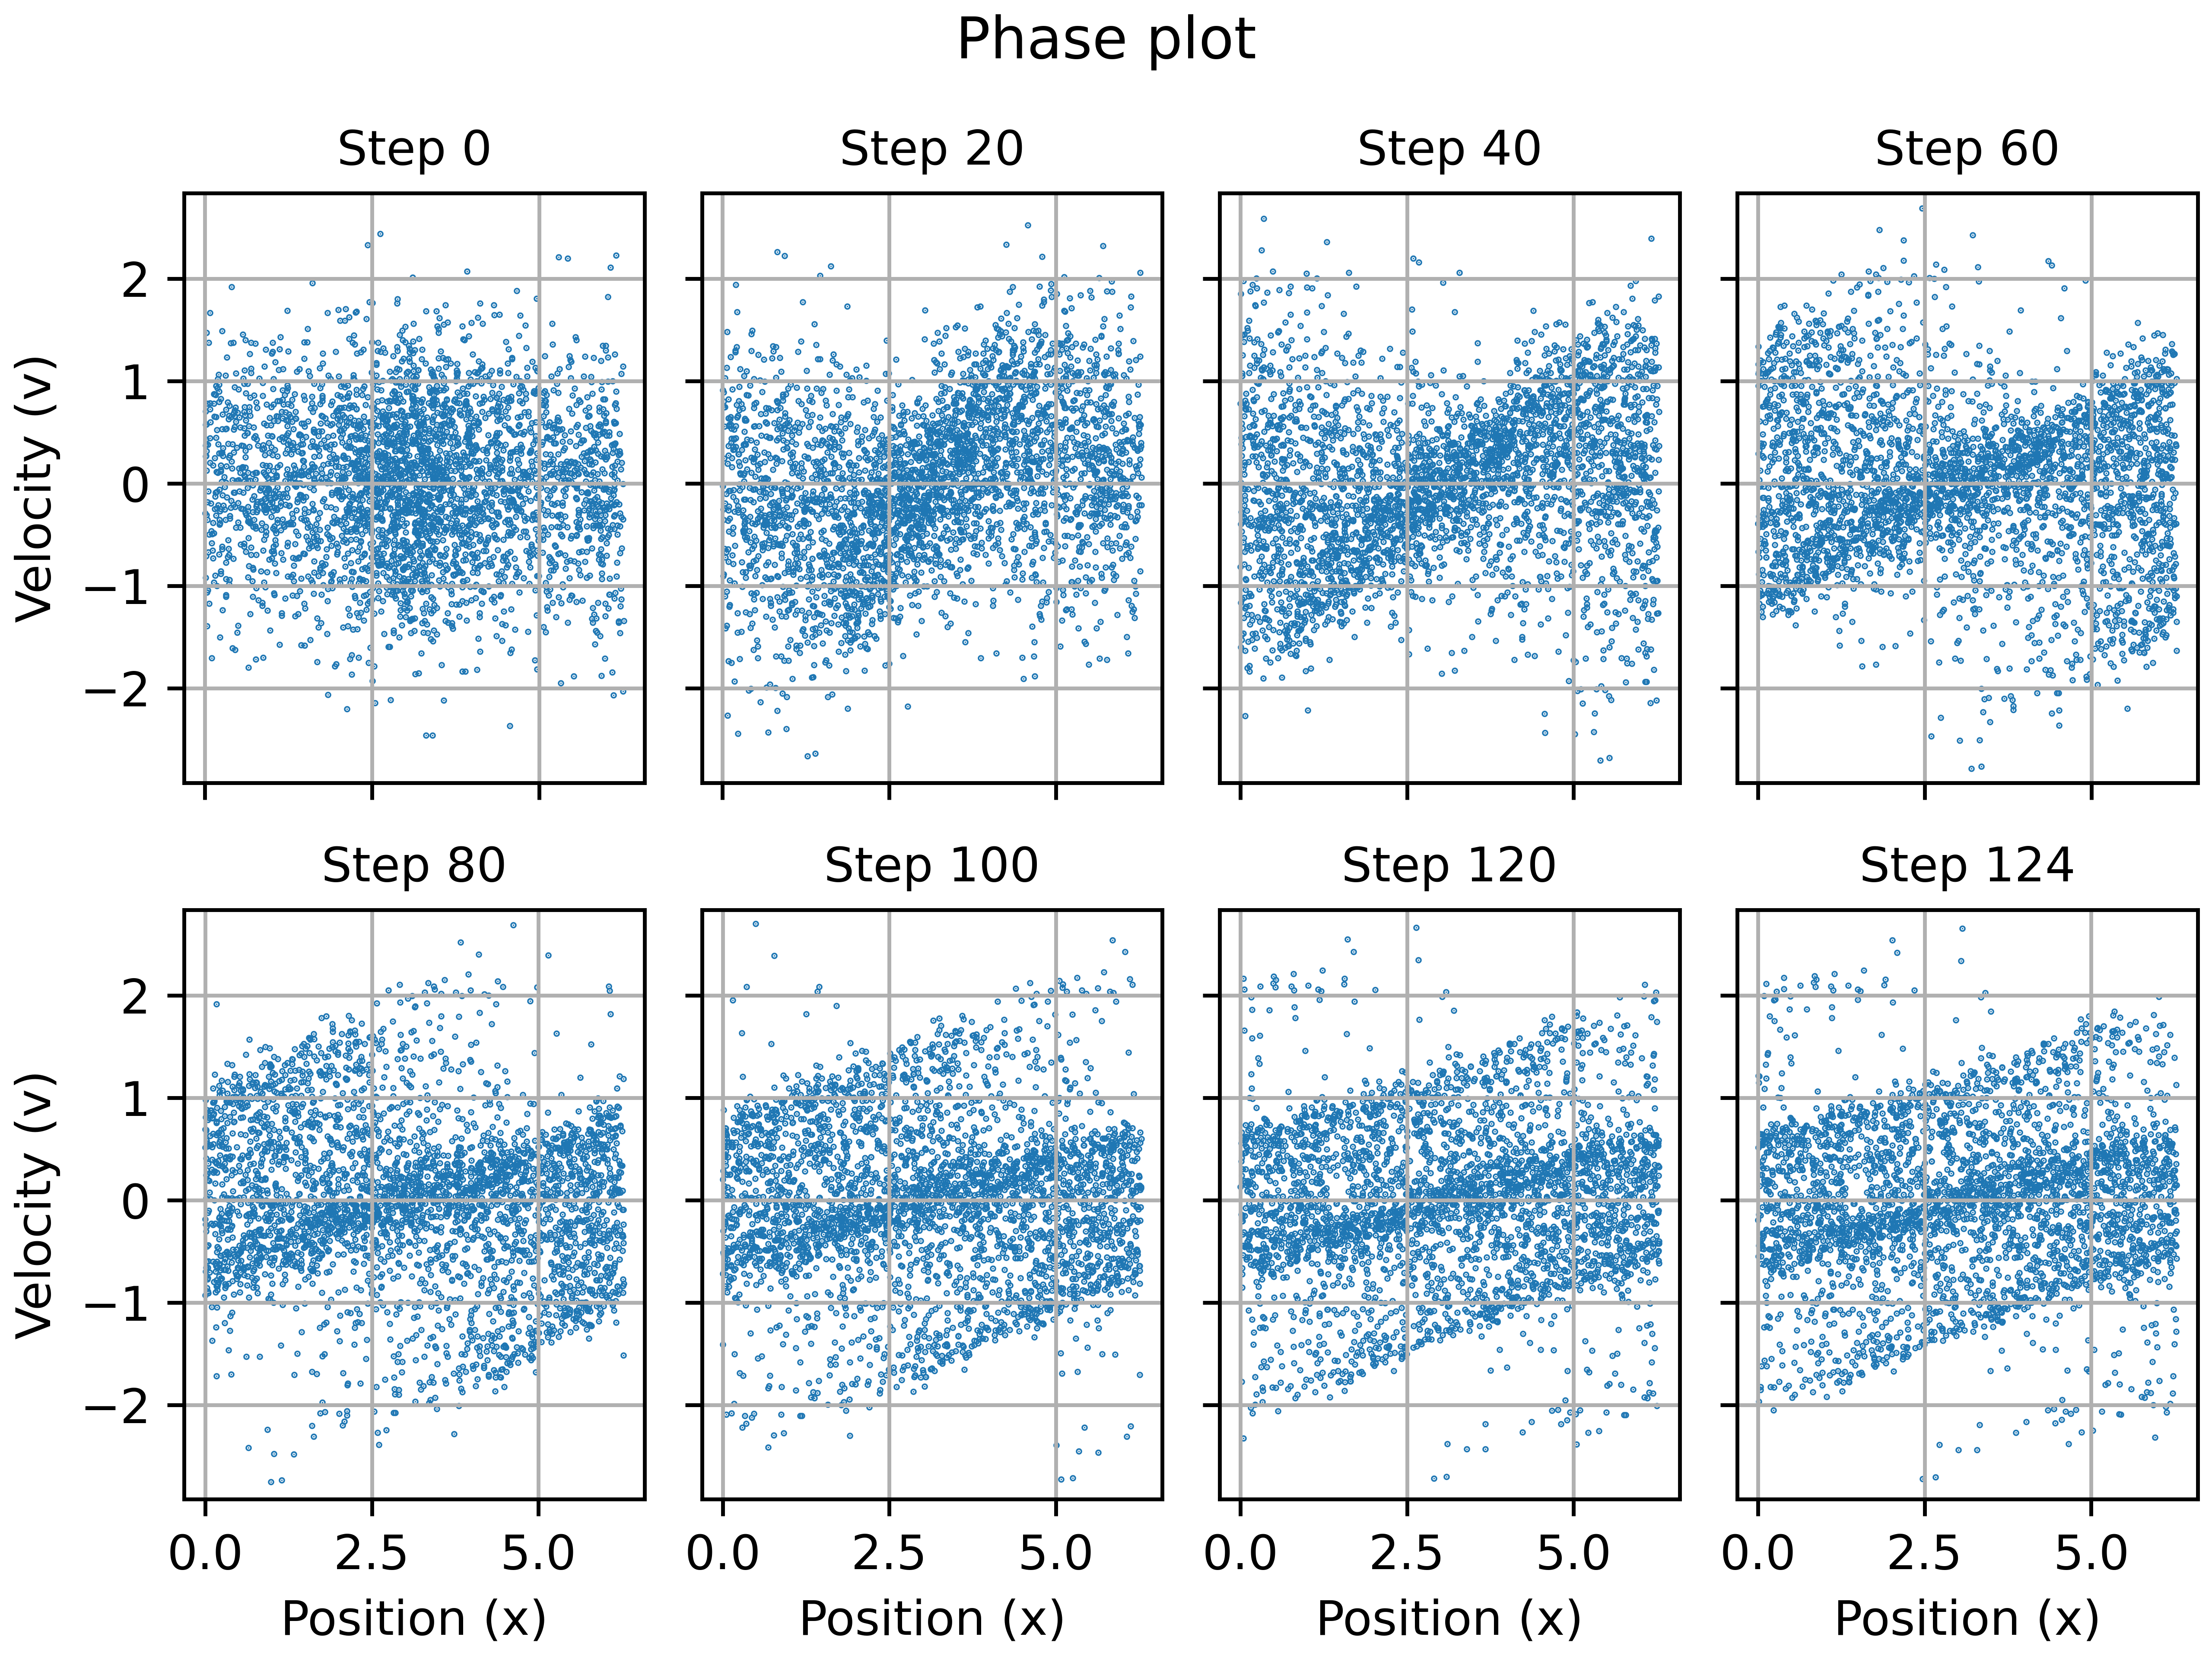 Phase plot
Step 0 Step 20 Step 40 Step 60
Velocity (v)
2
1
0
−1
−2
Step 80 Step 100 Step 120 Step 124
Velocity (v)
2
1
0
−1
−2
0.0 2.5 5.0 0.0 2.5 5.0 0.0 2.5 5.0 0.0 2.5 5.0
Position (x) Position (x) Position (x) Position (x)